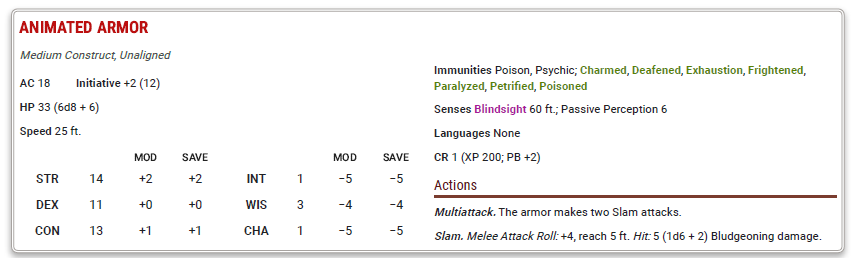 ANIMATED ARMOR
Medium Construct, Unaligned
AC 18 Initiative +2 (12)
HP 33 (6d8 + 6)
Speed 25 ft.
MOD SAVE MOD SAVE
STR 14 +2 +2 INT 1 −5 −5
DEX 11 +0 +0 WIS 3 −4 −4
CON 13 +1 +1 CHA 1 −5 −5
Immunities Poison, Psychic; Charmed, Deafened, Exhaustion, Frightened,
Paralyzed, Petrified, Poisoned
Senses Blindsight 60 ft.; Passive Perception 6
Languages None
CR 1 (XP 200; PB +2)
Actions
Multiattack. The armor makes two Slam attacks.
Slam. Melee Attack Roll: +4, reach 5 ft. Hit: 5 (1d6 + 2) Bludgeoning damage.